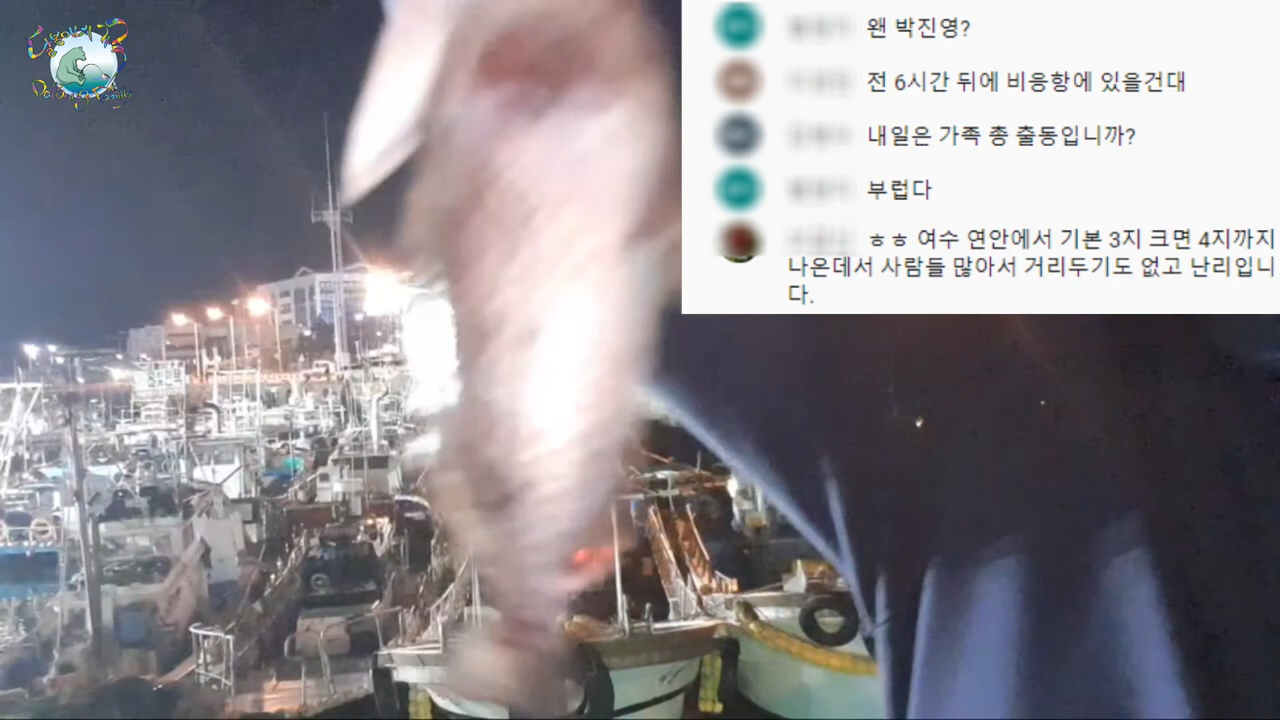 왠 박진영?
전 6시간 뒤에 비응항에 있을건대
내일은 가족 총 출동입니까?
부럽다
ㅎㅎ 여수 연안에서 기본 3지 크면 4지까지
나온데서 사람들 많아서 거리두기도 없고 난리입니
다.